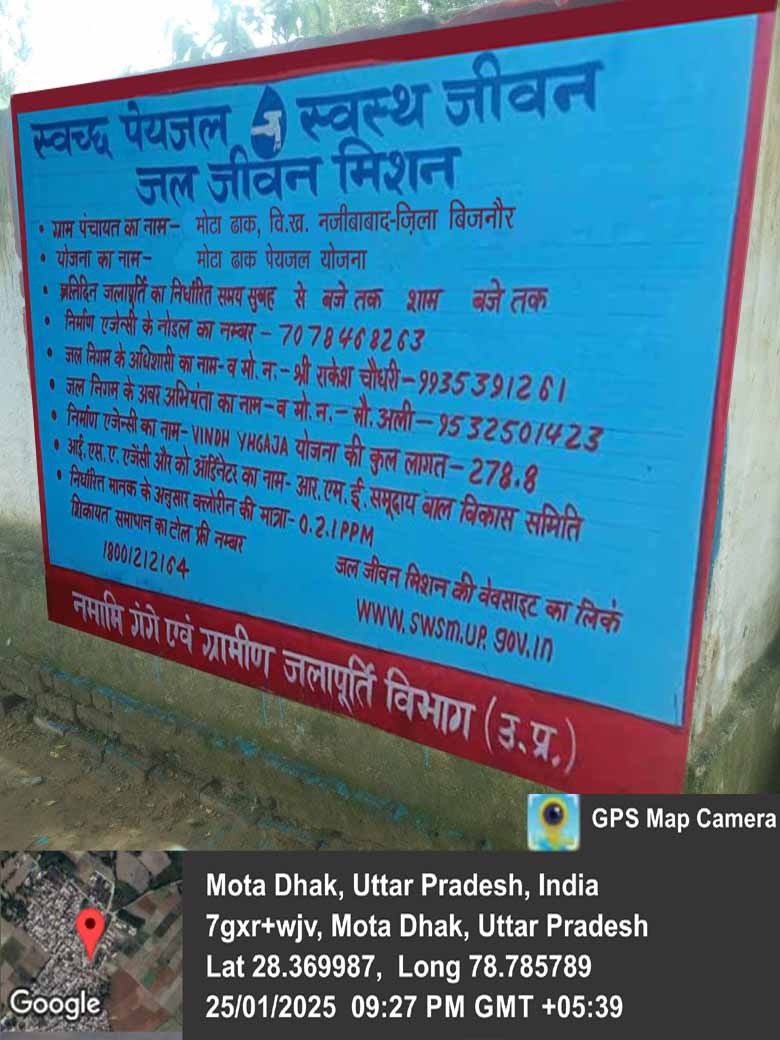 स्वच्छ पेयजल स्वस्थ जीवन
जल जीवन मिशन
• ग्राम पंचायत का नाम- मोटा ढाक, वि.ख. नजीबाबाद-ज़िला बिजनौर
• योजना का नाम- मोटा ढाक पेयजल योजना
• प्रतिदिन जलापूर्ति का निर्धारित समय सुबह से बजे तक शाम बजे तक
• निर्माण एजेन्सी के नोडल का नम्बर - 7078468263
• जल निगम के अधिशासी का नाम-व मो. न:- श्री राकेश चौधरी-9935391261
• जल निगम के अवर अभियंता का नाम-व मो. न.- मौ. अली-9532501423
• निर्माण एजेन्सी का नाम- VINDH YHGAJA योजना की कुल लागत-278.8
• आई.एस.ए. एजेंसी और को ऑर्डिनेटर का नाम- आर.एम.ई. समुदाय बाल विकास समिति
• निर्धारित मानक के अनुसार क्लोरीन की मात्रा-0.2.1PPM
शिकायत समाधान का टोल फ्री नम्बर
18001212164
जल जीवन मिशन की वेवसाइट का लिकं
WWW.SWSM.UP.gov.in
नमामि गंगे एवं ग्रामीण जलापूर्ति विभाग (उ.प्र.)
GPS Map Camera
Mota Dhak, Uttar Pradesh, India
7gxr+wjv, Mota Dhak, Uttar Pradesh
Lat 28.369987, Long 78.785789
25/01/2025 09:27 PM GMT +05:39
Google